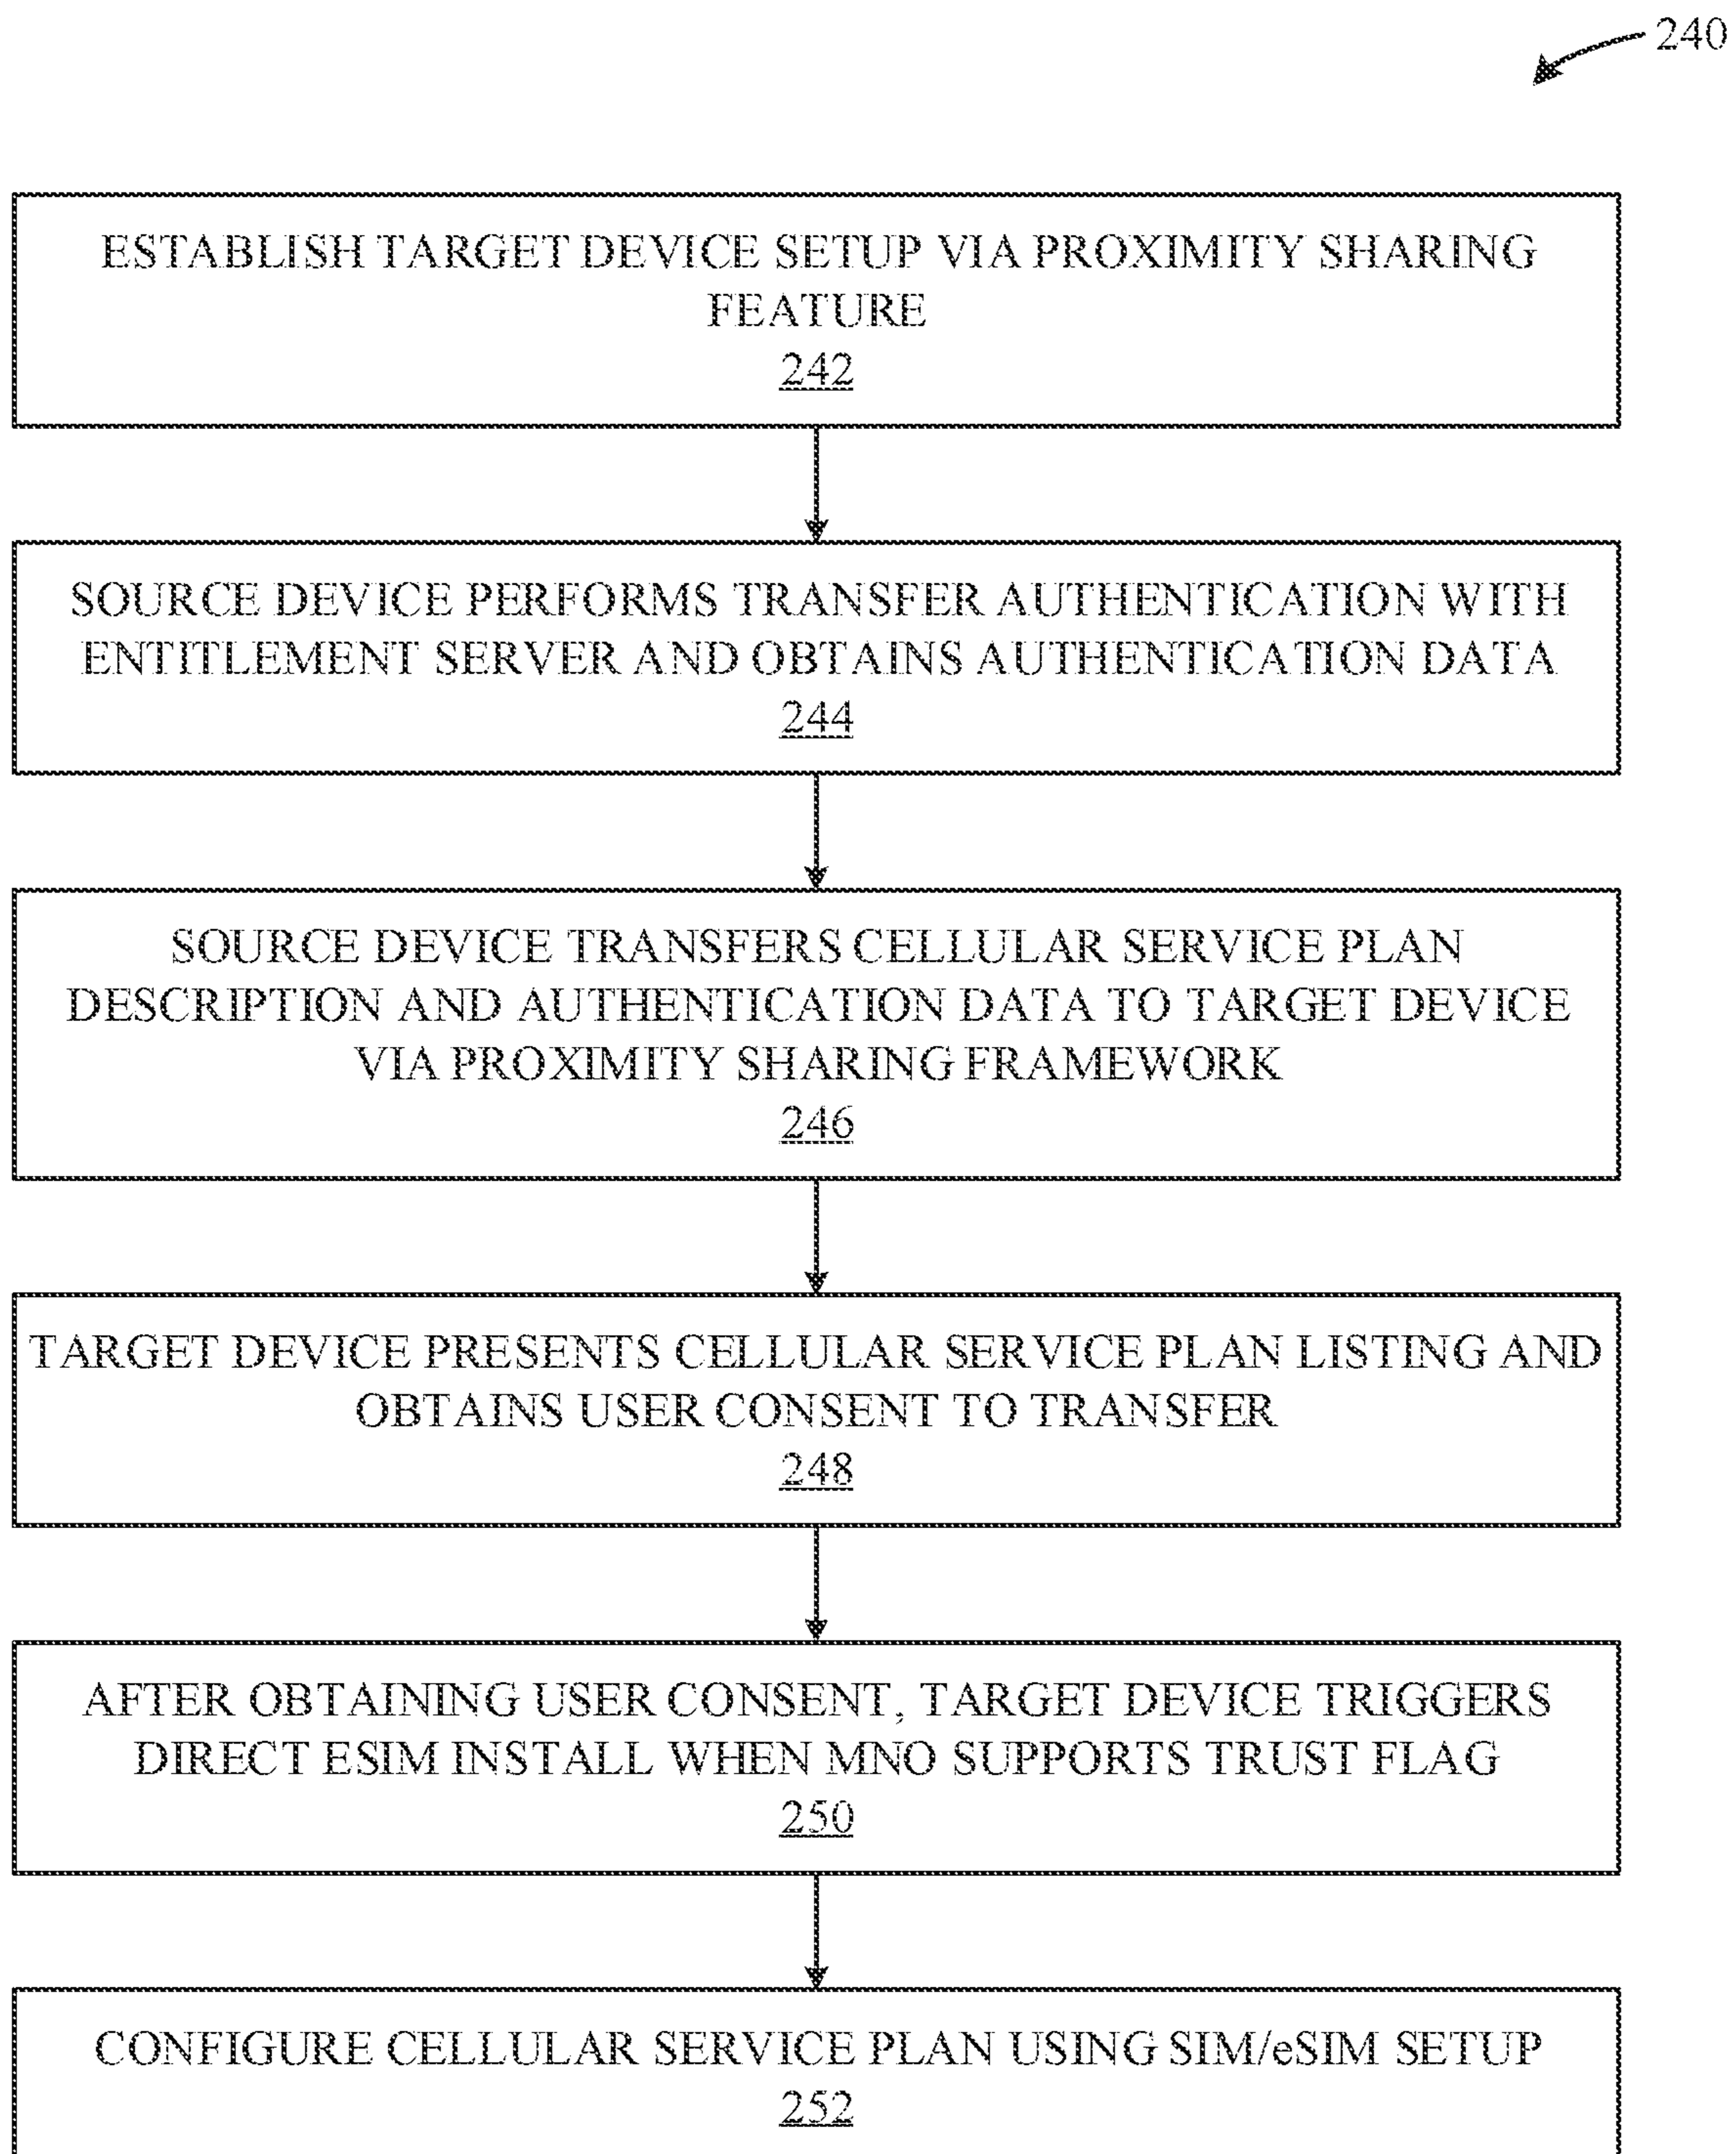 240
ESTABLISH TARGET DEVICE SETUP VIA PROXIMITY SHARING
FEATURE
242
SOURCE DEVICE PERFORMS TRANSFER AUTHENTICATION WITH
ENTITLEMENT SERVER AND OBTAINS AUTHENTICATION DATA
244
SOURCE DEVICE TRANSFERS CELLULAR SERVICE PLAN
DESCRIPTION AND AUTHENTICATION DATA TO TARGET DEVICE
VIA PROXIMITY SHARING FRAMEWORK
246
TARGET DEVICE PRESENTS CELLULAR SERVICE PLAN LISTING AND
OBTAINS USER CONSENT TO TRANSFER
248
AFTER OBTAINING USER CONSENT, TARGET DEVICE TRIGGERS
DIRECT ESIM INSTALL WHEN MNO SUPPORTS TRUST FLAG
250
CONFIGURE CELLULAR SERVICE PLAN USING SIM/eSIM SETUP
252